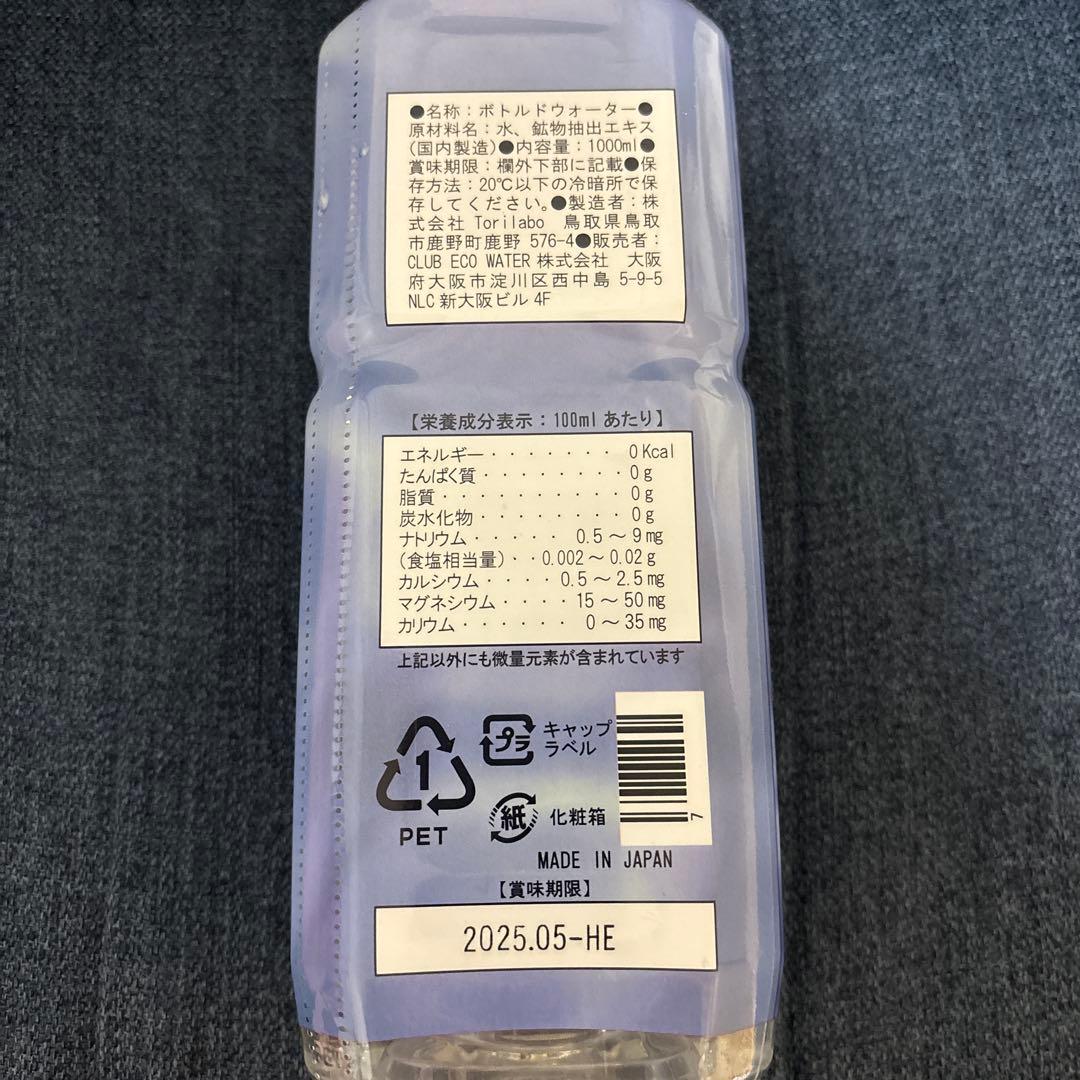 ●名称：ボトルドウォーター●
原材料名：水、鉱物抽出エキス
(国内製造)●内容量：1000ml●
賞味期限：欄外下部に記載●保
存方法：20℃以下の冷暗所で保
存してください。●製造者：株
式会社 Torilabo　鳥取県鳥取
市鹿野町鹿野 576-4●販売者：
CLUB ECO WATER 株式会社　大阪
府大阪市淀川区西中島 5-9-5
NLC 新大阪ビル 4F
【栄養成分表示：100ml あたり】
エネルギー・・・・・・・ 0Kcal
たんぱく質・・・・・・・・0g
脂質・・・・・・・・・・0g
炭水化物・・・・・・・・0g
ナトリウム・・・・・ 0.5～9mg
(食塩相当量)・・0.002～0.02g
カルシウム・・・・0.5～2.5mg
マグネシウム・・・・15～50mg
カリウム・・・・・・0～35mg
上記以外にも微量元素が含まれています
1
PET
プラ
キャップ
ラベル
紙
化粧箱
7
MADE IN JAPAN
【賞味期限】
2025.05-HE